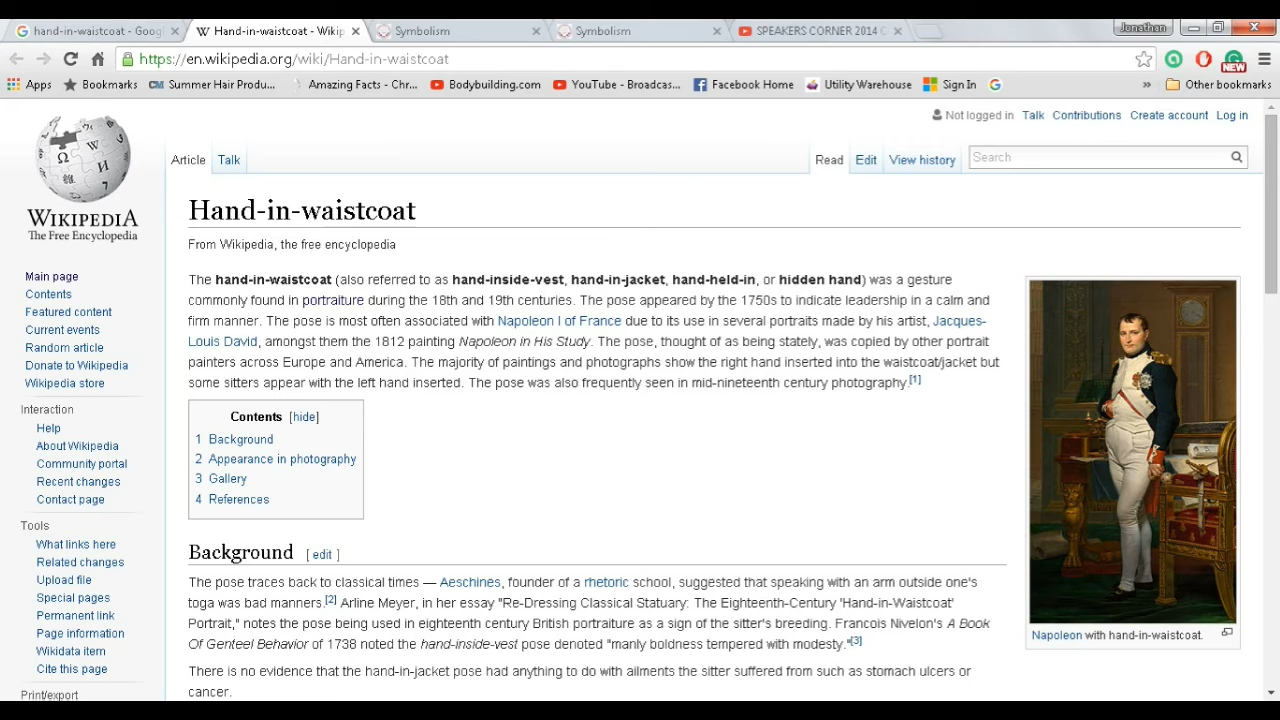 hand-in-waistcoat - Googl
Hand-in-waistcoat - Wikip
Symbolism
Symbolism
SPEAKERS CORNER 2014 C
Jonathan
https://en.wikipedia.org/wiki/Hand-in-waistcoat
NEW
Apps
Bookmarks
CM Summer Hair Produ...
Amazing Facts - Chr...
Bodybuilding.com
YouTube - Broadcas...
Facebook Home
Utility Warehouse
Sign In
»
Other bookmarks
Not logged in Talk Contributions Create account Log in
Article Talk Read Edit View history Search
WIKIPEDIA
The Free Encyclopedia
Main page
Contents
Featured content
Current events
Random article
Donate to Wikipedia
Wikipedia store
Interaction
Help
About Wikipedia
Community portal
Recent changes
Contact page
Tools
What links here
Related changes
Upload file
Special pages
Permanent link
Page information
Wikidata item
Cite this page
Print/export
Hand-in-waistcoat
From Wikipedia, the free encyclopedia
The hand-in-waistcoat (also referred to as hand-inside-vest, hand-in-jacket, hand-held-in, or hidden hand) was a gesture
commonly found in portraiture during the 18th and 19th centuries. The pose appeared by the 1750s to indicate leadership in a calm and
firm manner. The pose is most often associated with Napoleon I of France due to its use in several portraits made by his artist, Jacques-
Louis David, amongst them the 1812 painting Napoleon in His Study. The pose, thought of as being stately, was copied by other portrait
painters across Europe and America. The majority of paintings and photographs show the right hand inserted into the waistcoat/jacket but
some sitters appear with the left hand inserted. The pose was also frequently seen in mid-nineteenth century photography.[1]
Contents [hide]
1 Background
2 Appearance in photography
3 Gallery
4 References
Background [ edit ]
The pose traces back to classical times — Aeschines, founder of a rhetoric school, suggested that speaking with an arm outside one's
toga was bad manners.[2] Arline Meyer, in her essay "Re-Dressing Classical Statuary: The Eighteenth-Century 'Hand-in-Waistcoat'
Portrait," notes the pose being used in eighteenth century British portraiture as a sign of the sitter's breeding. Francois Nivelon's A Book
Of Genteel Behavior of 1738 noted the hand-inside-vest pose denoted "manly boldness tempered with modesty."[3]
There is no evidence that the hand-in-jacket pose had anything to do with ailments the sitter suffered from such as stomach ulcers or
cancer.
Napoleon with hand-in-waistcoat.